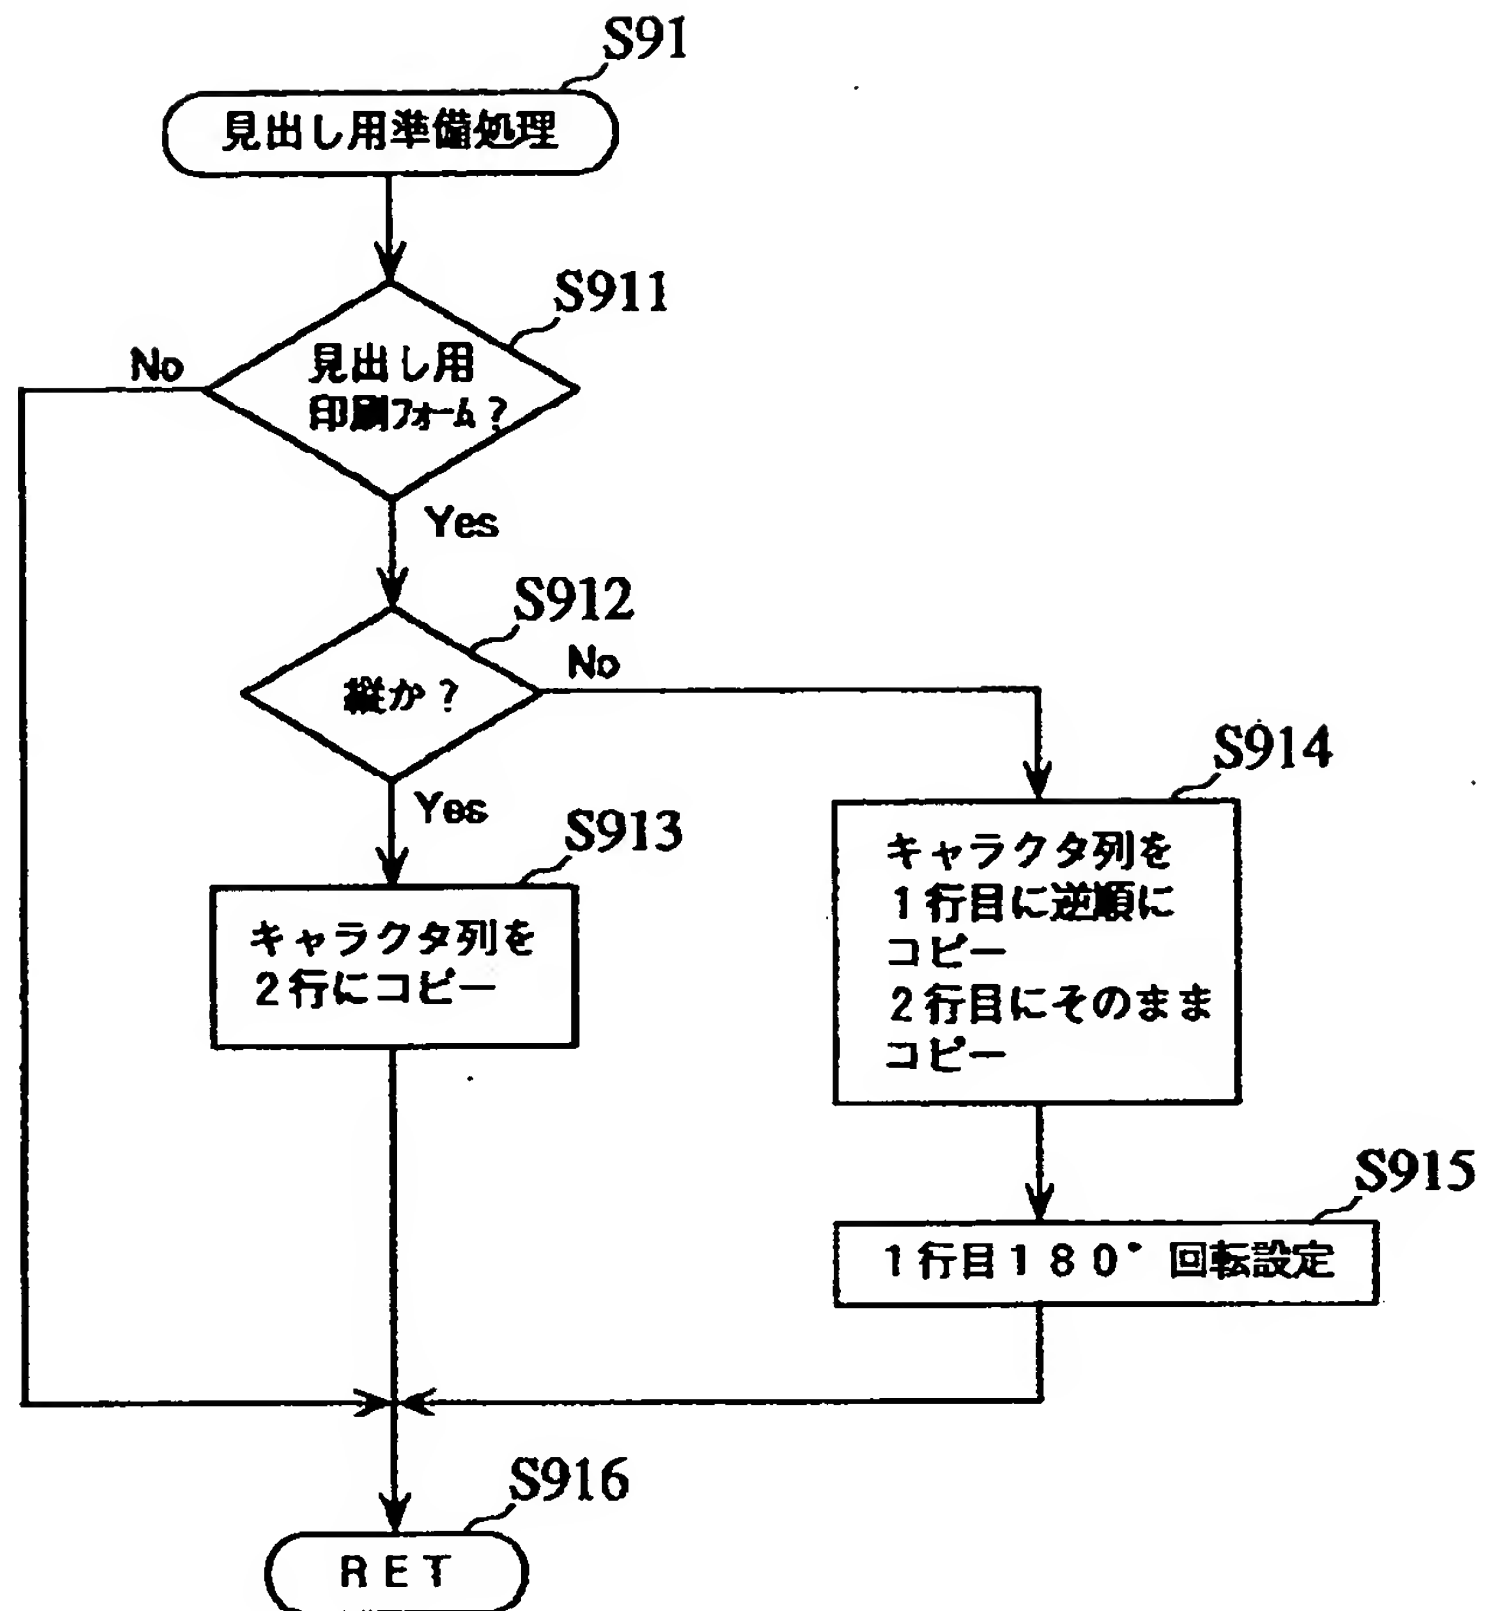 S91
見出し用準備処理
S911
No
見出し用
印刷フォーム？
Yes
S912
No
縦か？
Yes
S914
S913
キャラクタ列を
１行目に逆順に
コピー
２行目にそのまま
コピー
キャラクタ列を
２行にコピー
S915
１行目１８０°回転設定
S916
ＲＥＴ